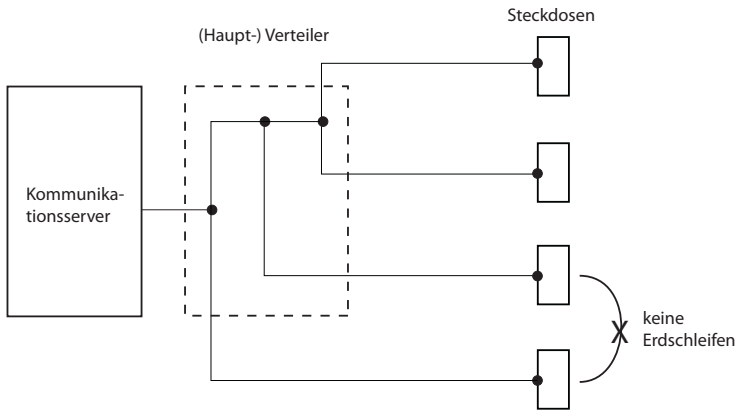 Steckdosen
(Haupt-) Verteiler
Kommunika-
tionsserver
keine
Erdschleifen
X